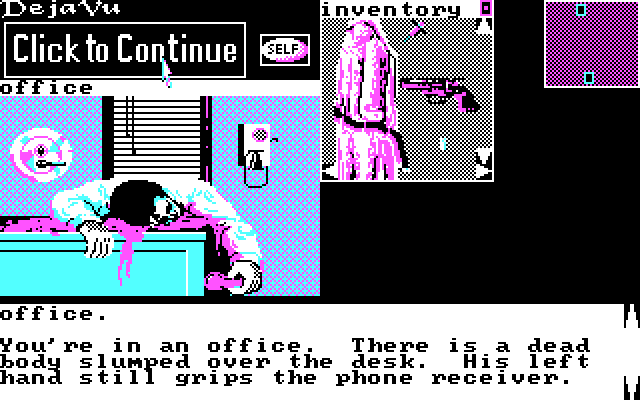 DejaVu
Click to Continue
SELF
inventory
office
office.
You're in an office. There is a dead
body slumped over the desk. His left
hand still grips the phone receiver.